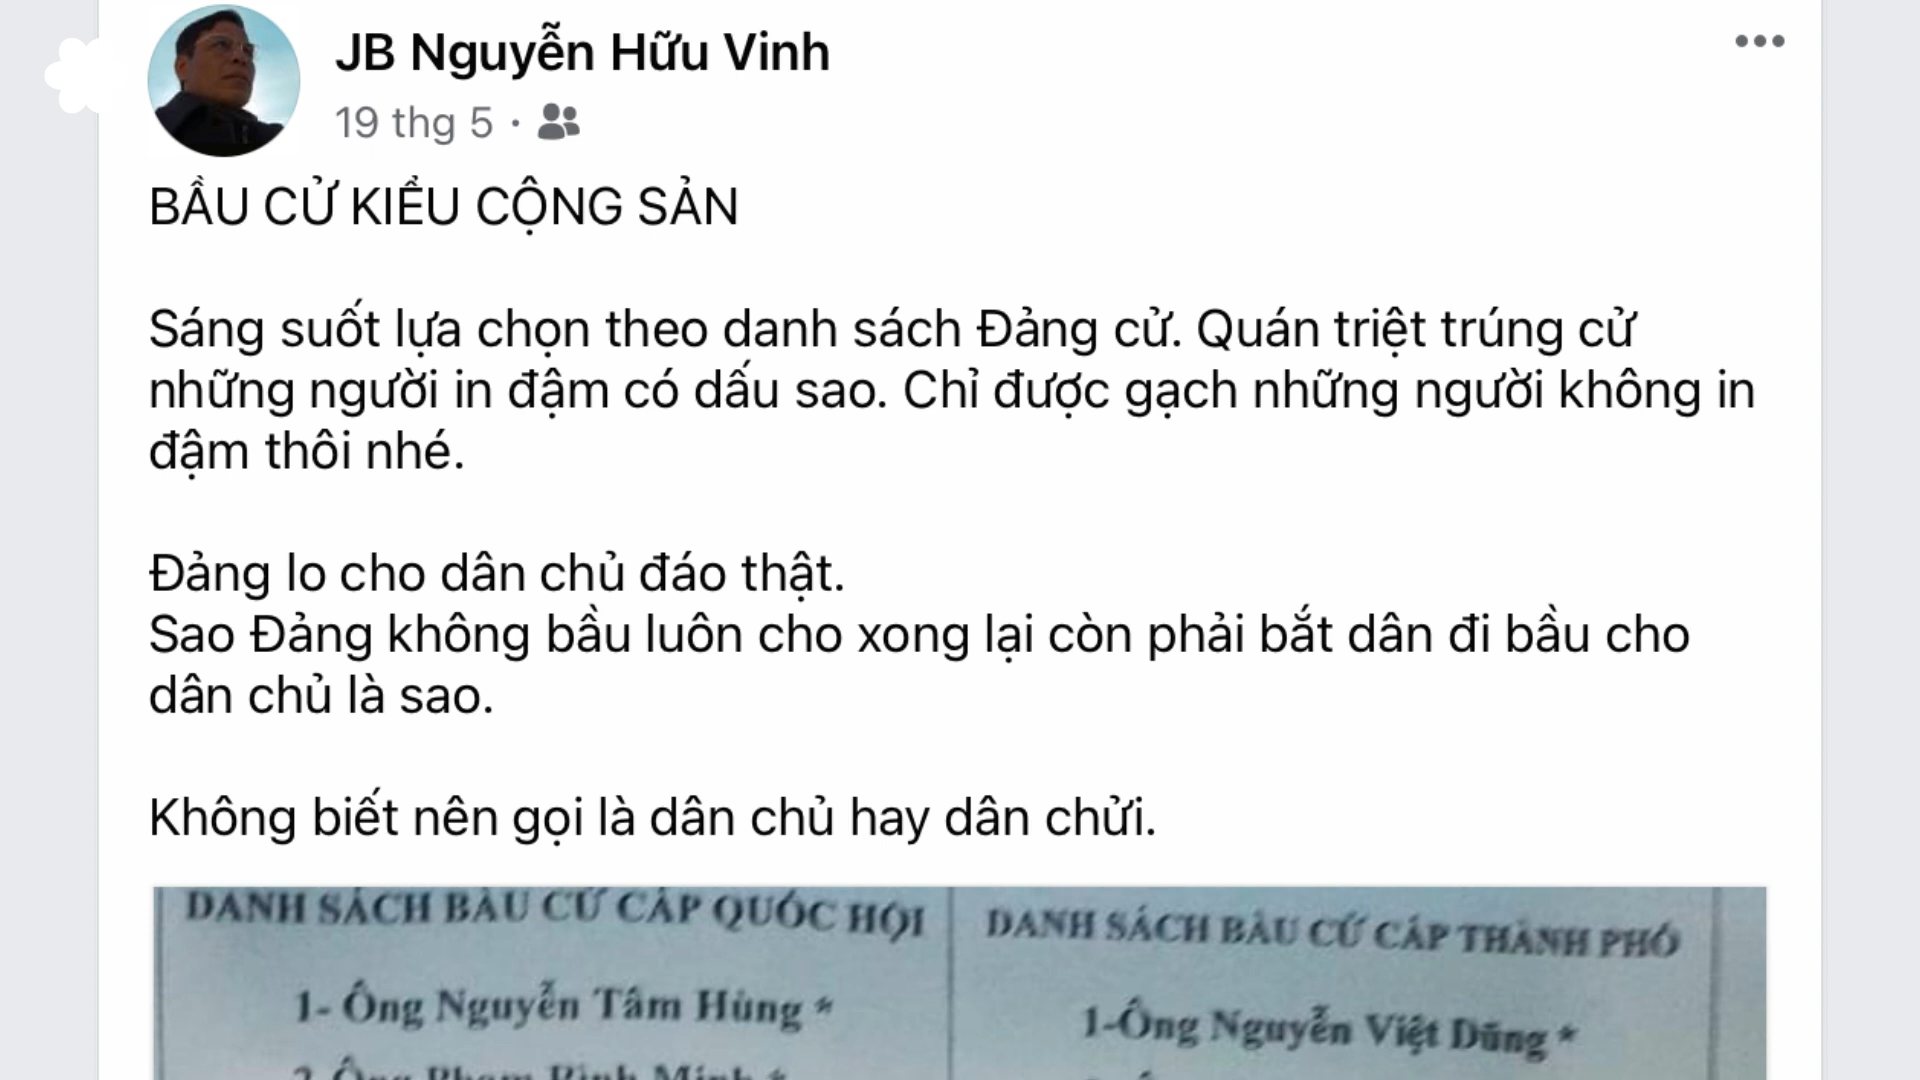 JB Nguyễn Hữu Vinh
19 thg 5 ·
BẦU CỬ KIỂU CỘNG SẢN
Sáng suốt lựa chọn theo danh sách Đảng cử. Quán triệt trúng cử
những người in đậm có dấu sao. Chỉ được gạch những người không in
đậm thôi nhé.
Đảng lo cho dân chủ đáo thật.
Sao Đảng không bầu luôn cho xong lại còn phải bắt dân đi bầu cho
dân chủ là sao.
Không biết nên gọi là dân chủ hay dân chửi.
DANH SÁCH BẦU CỬ CẤP QUỐC HỘI
DANH SÁCH BẦU CỬ CẤP THÀNH PHỐ
1- Ông Nguyễn Tâm Hùng *
1-Ông Nguyễn Việt Dũng *
2- Ông Phạm Bình Minh *